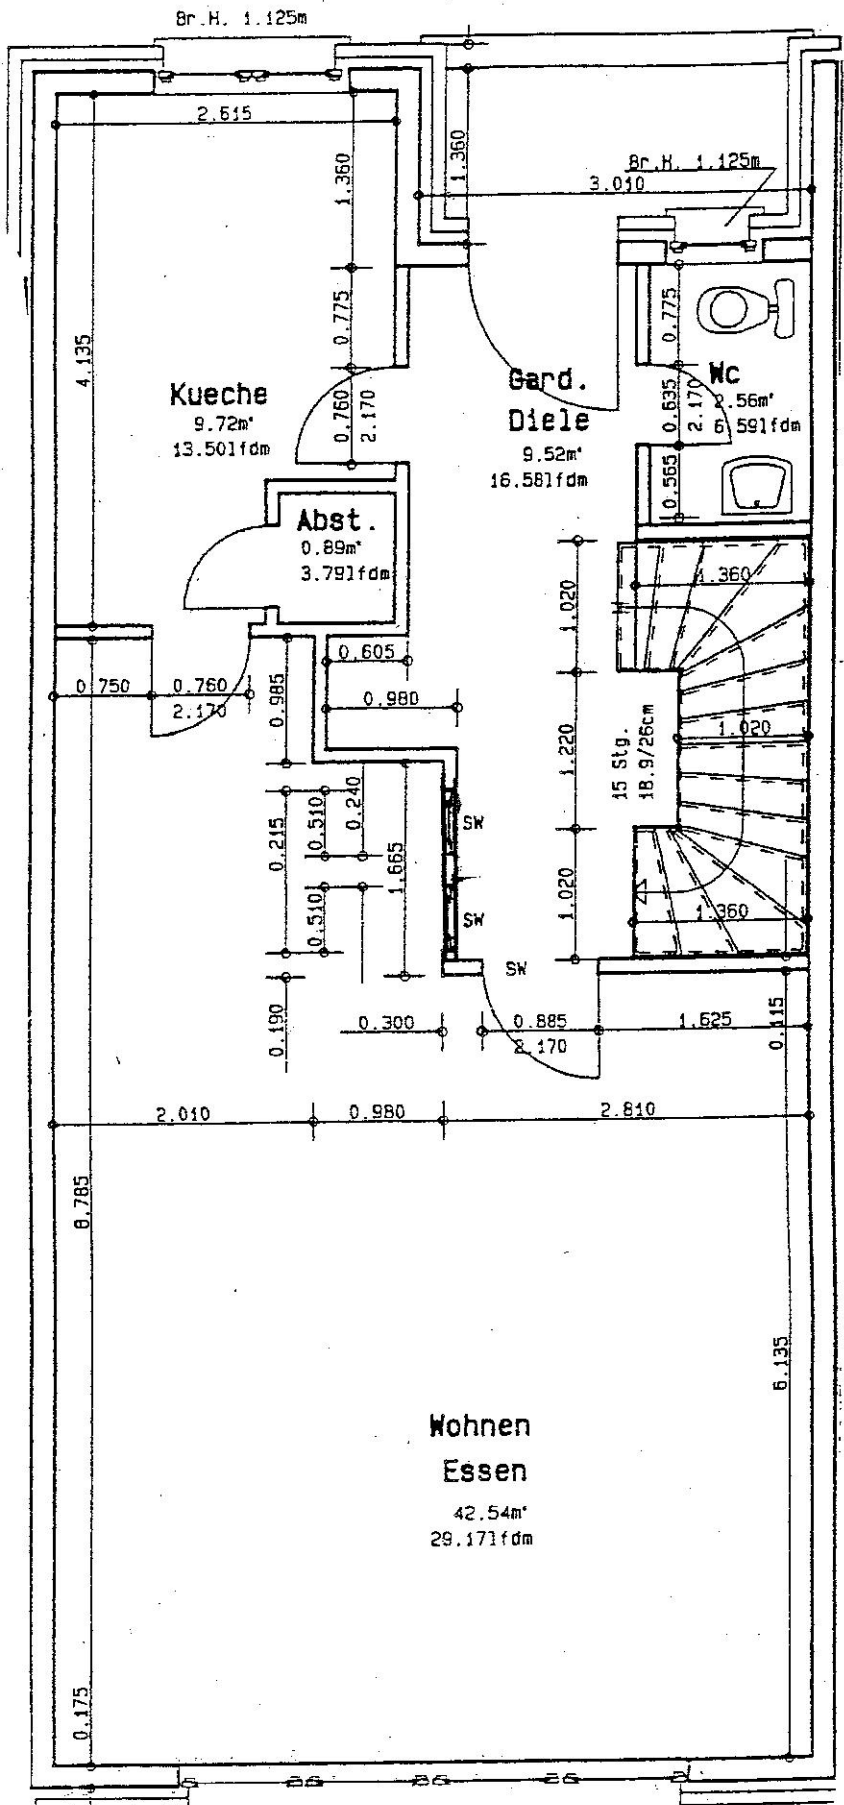 Br.H. 1.125m
2.615
1.360
1.360
Br.H. 1.125m
3.010
4.135
0.775
0.775
Kueche
9.72m²
13.50lfdm
0.760
2.170
Gard.
Diele
9.52m²
16.58lfdm
0.635
2.170
Wc
2.56m²
6.59lfdm
0.565
Abst.
0.89m²
3.79lfdm
1.020
1.360
0.605
0.750
0.760
2.170
0.985
0.980
1.220
15 Stg.
18.9/26cm
1.020
0.215
0.510
0.240
1.665
SW
0.510
SW
1.020
1.360
SW
0.190
0.300
0.885
2.170
1.625
0.115
2.010
0.980
2.810
8.785
6.135
Wohnen
Essen
42.54m²
29.17lfdm
0.175